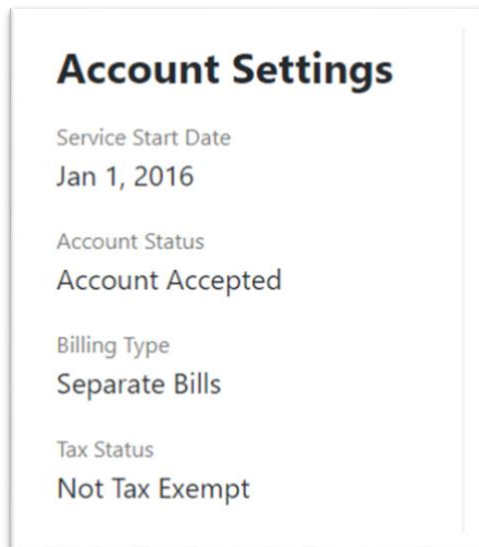 Account Settings
Service Start Date
Jan 1, 2016
Account Status
Account Accepted
Billing Type
Separate Bills
Tax Status
Not Tax Exempt